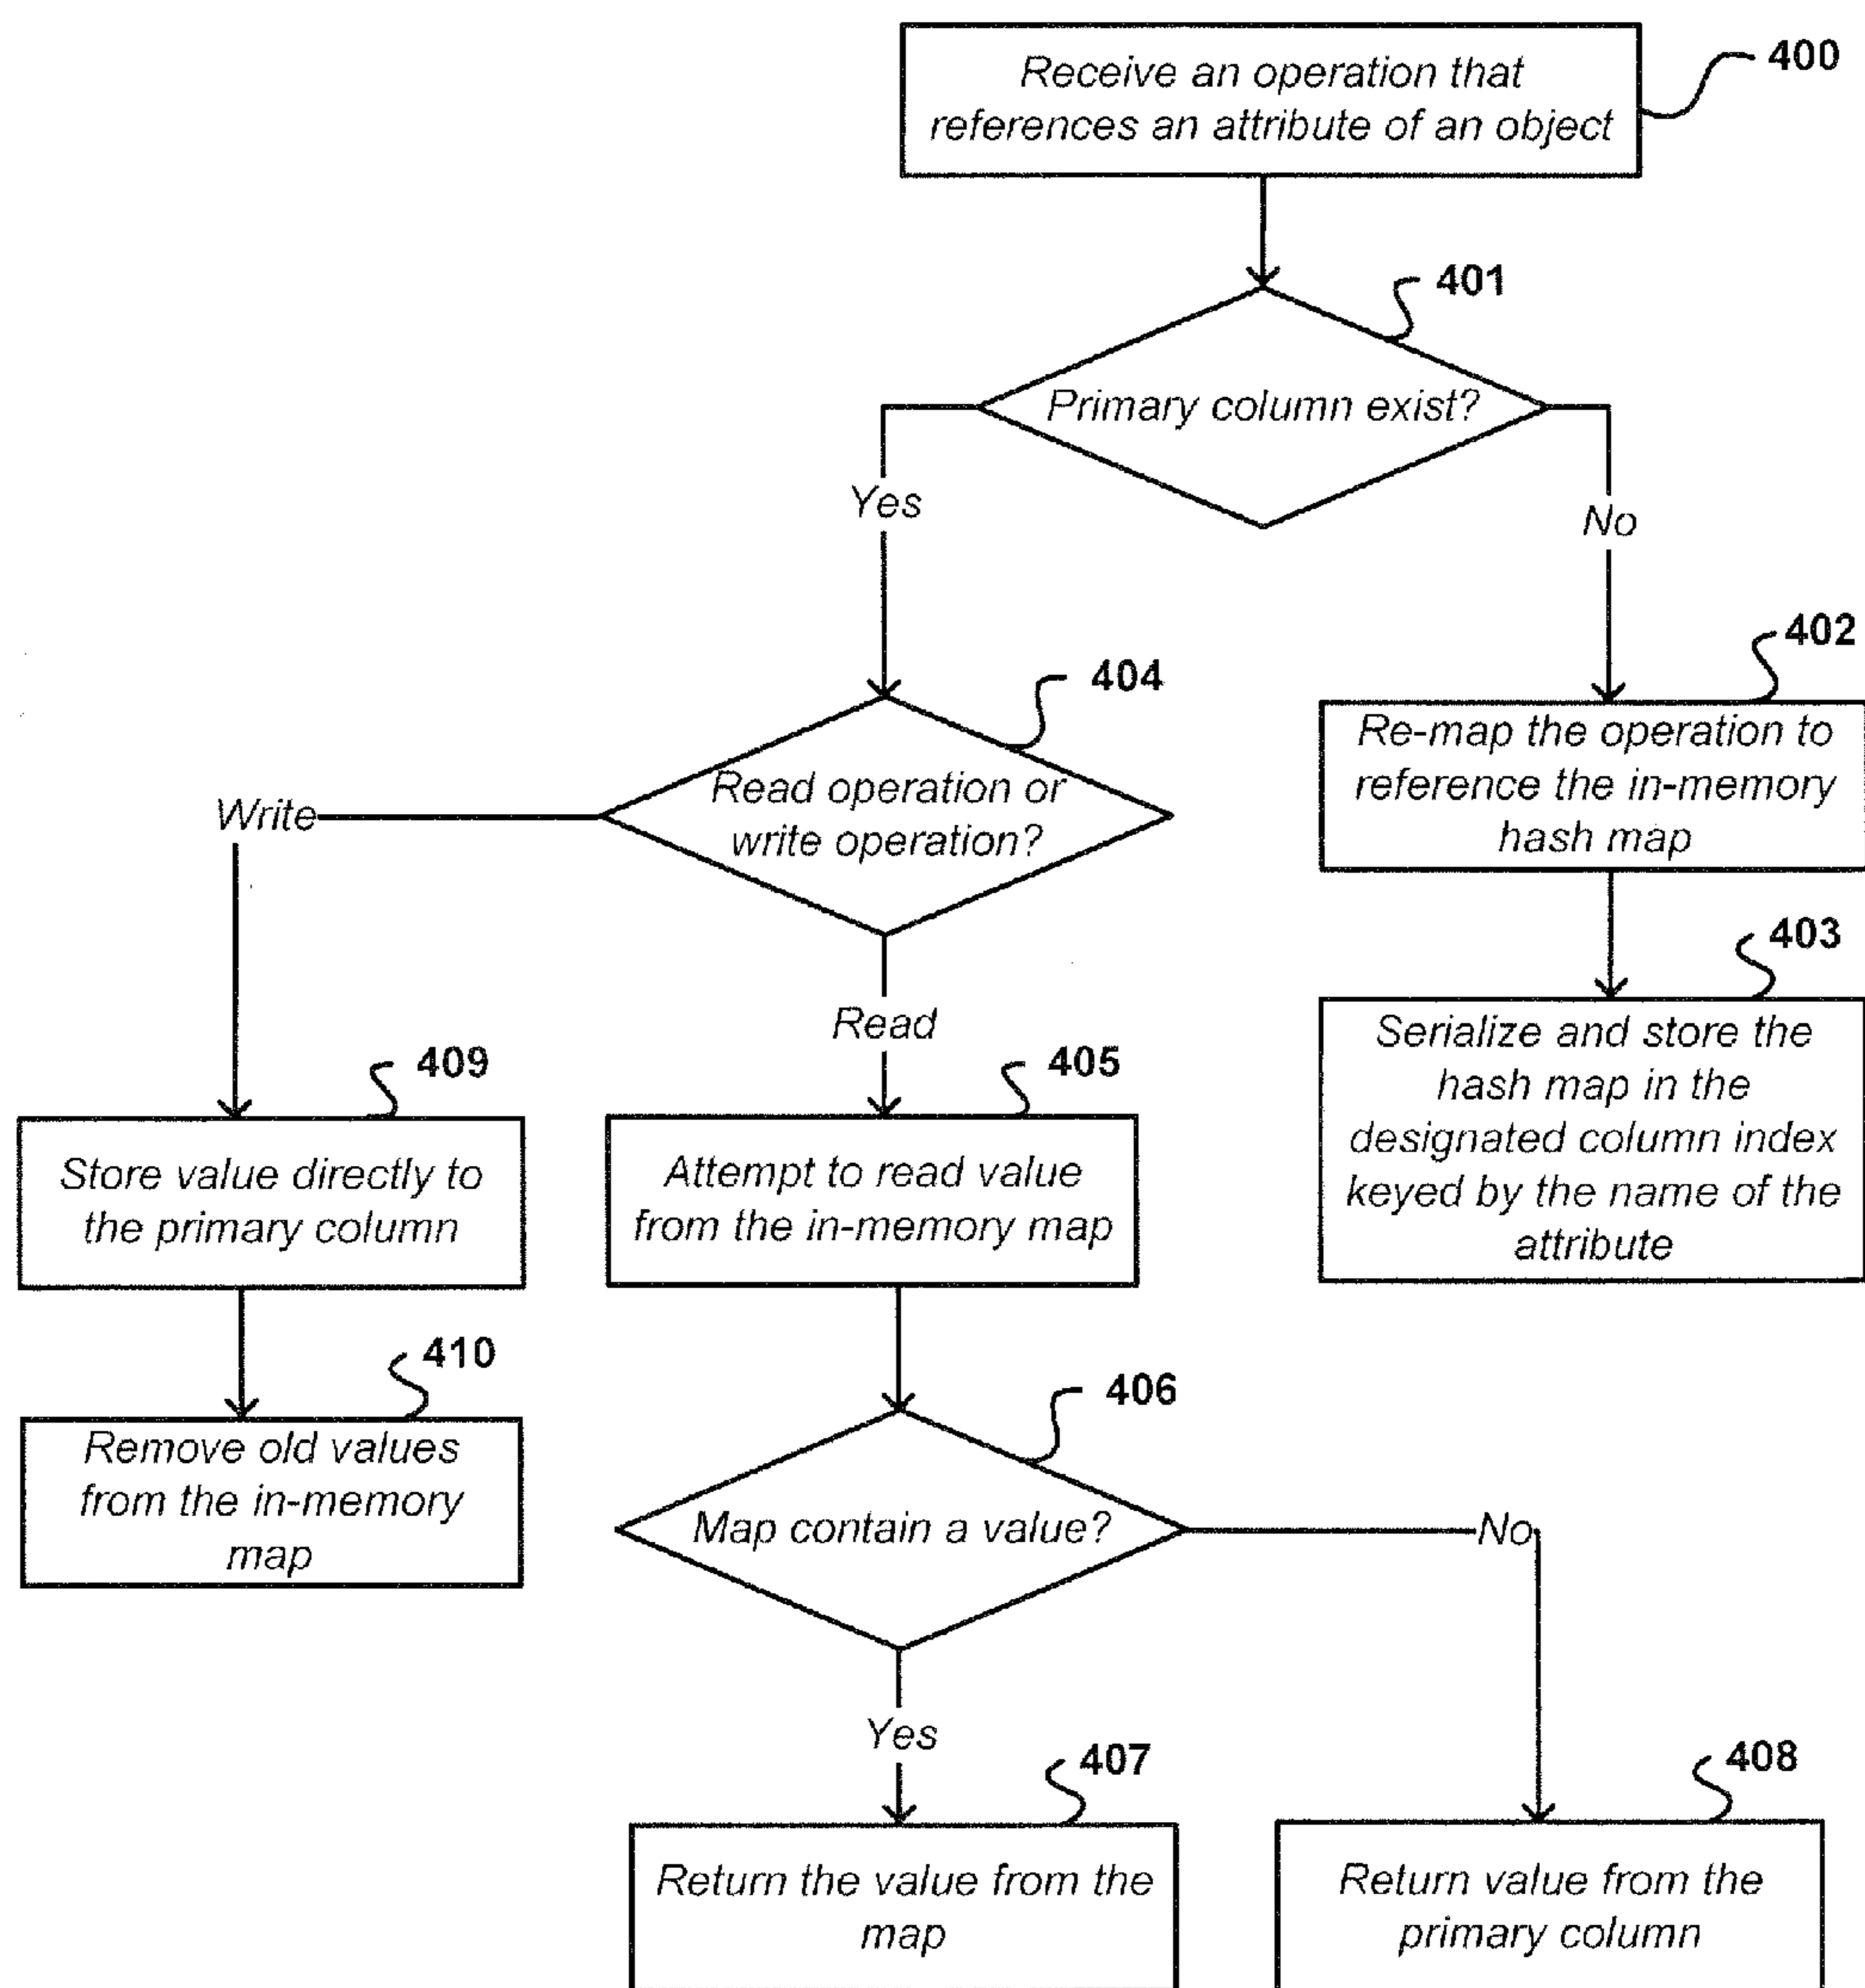 Receive an operation that
references an attribute of an object
400
401
Primary column exist?
Yes
No
402
404
Re-map the operation to
reference the in-memory
hash map
Read operation or
write operation?
Write
403
Read
Serialize and store the
hash map in the
designated column index
keyed by the name of the
attribute
409
405
Store value directly to
the primary column
Attempt to read value
from the in-memory map
410
406
Remove old values
from the in-memory
map
Map contain a value?
No
Yes
407
408
Return the value from the
map
Return value from the
primary column